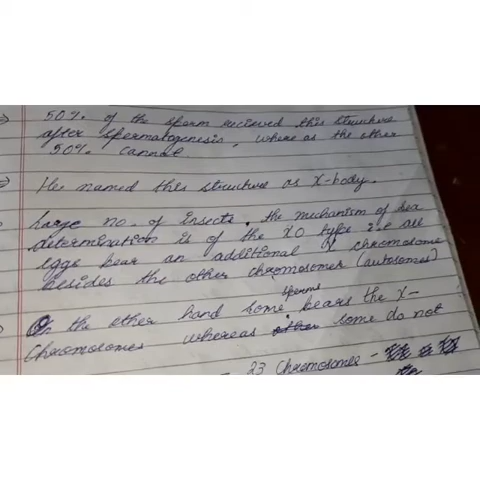 50% of the sperm recieved this structure
after spermatogenesis, where as the other
50% cannot.
He named this structure as X-body.
Large no. of insects, the mechanism of sex
determination is of the XO type i.e all
eggs bear an additional X chromosome
besides the other chromosomes (autosomes)
On the other hand some sperms bears the X-
Chromosomes whereas some do not
- 23 Chromosomes -